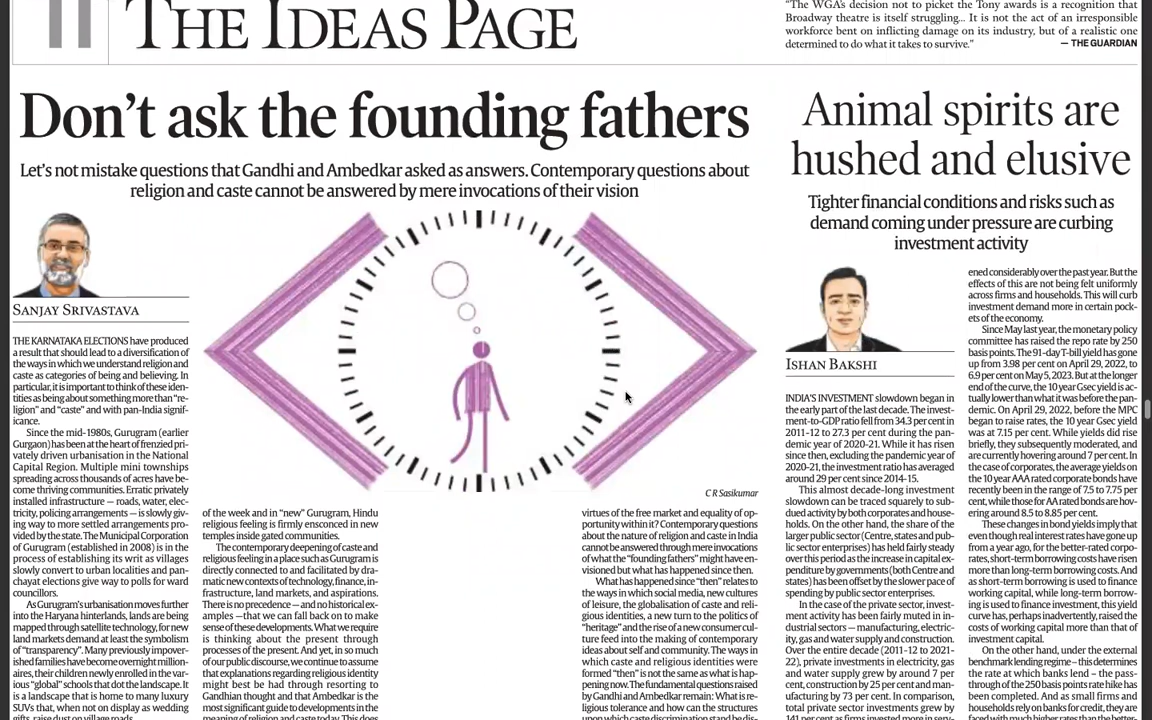 THE IDEAS PAGE
"The WGA's decision not to picket the Tony awards is a recognition that
Broadway theatre is itself struggling... It is not the act of an irresponsible
workforce bent on inflicting damage on its industry, but of a realistic one
determined to do what it takes to survive." — THE GUARDIAN
Don't ask the founding fathers
Let's not mistake questions that Gandhi and Ambedkar asked as answers. Contemporary questions about
religion and caste cannot be answered by mere invocations of their vision
SANJAY SRIVASTAVA
THE KARNATAKA ELECTIONS have produced
a result that should lead to a diversification of
the ways in which we understand religion and
caste as categories of being and believing. In
particular, it is important to think of these iden-
tities as being about something more than "re-
ligion" and "caste" and with pan-India signif-
icance.
Since the mid-1980s, Gurugram (earlier
Gurgaon) has been at the heart of frenzied pri-
vately driven urbanisation in the National
Capital Region. Multiple mini townships
spreading across thousands of acres have be-
come thriving communities. Erratic privately
installed infrastructure — roads, water, elec-
tricity, policing arrangements — is slowly giv-
ing way to more settled arrangements pro-
vided by the state. The Municipal Corporation
of Gurugram (established in 2008) is in the
process of establishing its writ as villages
slowly convert to urban localities and pan-
chayat elections give way to polls for ward
councillors.
As Gurugram's urbanisation moves further
into the Haryana hinterlands, lands are being
mapped through satellite technology, for new
land markets demand at least the symbolism
of "transparency". Many previously impover-
ished families have become overnight million-
aires, their children newly enrolled in the var-
ious "global" schools that dot the landscape. It
is a landscape that is home to many luxury
SUVs that, when not on display as wedding
gifts, raise dust on village roads.
C R Sasikumar
of the week and in "new" Gurugram, Hindu
religious feeling is firmly ensconced in new
temples inside gated communities.
The contemporary deepening of caste and
religious feeling in a place such as Gurugram is
directly connected to and facilitated by dra-
matic new contexts of technology, finance, in-
frastructure, land markets, and aspirations.
There is no precedence — and no historical ex-
amples —that we can fall back on to make
sense of these developments. What we require
is thinking about the present through
processes of the present. And yet, in so much
of our public discourse, we continue to assume
that explanations regarding religious identity
might best be had through resorting to
Gandhian thought and that Ambedkar is the
most significant guide to developments in the
meaning of religion and caste today. This does
virtues of the free market and equality of op-
portunity within it? Contemporary questions
about the nature of religion and caste in India
cannot be answered through mere invocations
of what the "founding fathers" might have en-
visioned but what has happened since then.
What has happened since "then" relates to
the ways in which social media, new cultures
of leisure, the globalisation of caste and reli-
gious identities, a new turn to the politics of
"heritage" and the rise of a new consumer cul-
ture feed into the making of contemporary
ideas about self and community. The ways in
which caste and religious identities were
formed "then" is not the same as what is hap-
pening now. The fundamental questions raised
by Gandhi and Ambedkar remain: What is re-
ligious tolerance and how can the structures
upon which caste discrimination stand be dis-
Animal spirits are
hushed and elusive
Tighter financial conditions and risks such as
demand coming under pressure are curbing
investment activity
ISHAN BAKSHI
INDIA'S INVESTMENT slowdown began in
the early part of the last decade. The invest-
ment-to-GDP ratio fell from 34.3 per cent in
2011-12 to 27.3 per cent during the pan-
demic year of 2020-21. While it has risen
since then, excluding the pandemic year of
2020-21, the investment ratio has averaged
around 29 per cent since 2014-15.
This almost decade-long investment
slowdown can be traced squarely to sub-
dued activity by both corporates and house-
holds. On the other hand, the share of the
larger public sector (Centre, states and pub-
lic sector enterprises) has held fairly steady
over this period as the increase in capital ex-
penditure by governments (both Centre and
states) has been offset by the slower pace of
spending by public sector enterprises.
In the case of the private sector, invest-
ment activity has been fairly muted in in-
dustrial sectors — manufacturing, electric-
ity, gas and water supply and construction.
Over the entire decade (2011-12 to 2021-
22), private investments in electricity, gas
and water supply grew by around 7 per
cent, construction by 25 per cent and man-
ufacturing by 73 per cent. In comparison,
total private sector investments grew by
141 per cent as firms invested more in serv-
ened considerably over the past year. But the
effects of this are not being felt uniformly
across firms and households. This will curb
investment demand more in certain pock-
ets of the economy.
Since May last year, the monetary policy
committee has raised the repo rate by 250
basis points. The 91-day T-bill yield has gone
up from 3.98 per cent on April 29, 2022, to
6.9 per cent on May 5, 2023. But at the longer
end of the curve, the 10 year Gsec yield is ac-
tually lower than what it was before the pan-
demic. On April 29, 2022, before the MPC
began to raise rates, the 10 year Gsec yield
was at 7.15 per cent. While yields did rise
briefly, they subsequently moderated, and
are currently hovering around 7 per cent. In
the case of corporates, the average yields on
the 10 year AAA rated corporate bonds have
recently been in the range of 7.5 to 7.75 per
cent, while those for AA rated bonds are hov-
ering around 8.5 to 8.85 per cent.
These changes in bond yields imply that
even though real interest rates have gone up
from a year ago, for the better-rated corpo-
rates, short-term borrowing costs have risen
more than long-term borrowing costs. And
as short-term borrowing is used to finance
working capital, while long-term borrow-
ing is used to finance investment, this yield
curve has, perhaps inadvertently, raised the
costs of working capital more than that of
investment capital.
On the other hand, under the external
benchmark lending regime – this determines
the rate at which banks lend – the pass-
through of the 250 basis points rate hike has
been completed. And as small firms and
households rely on banks for credit, they are
faced with much higher rates than the better-